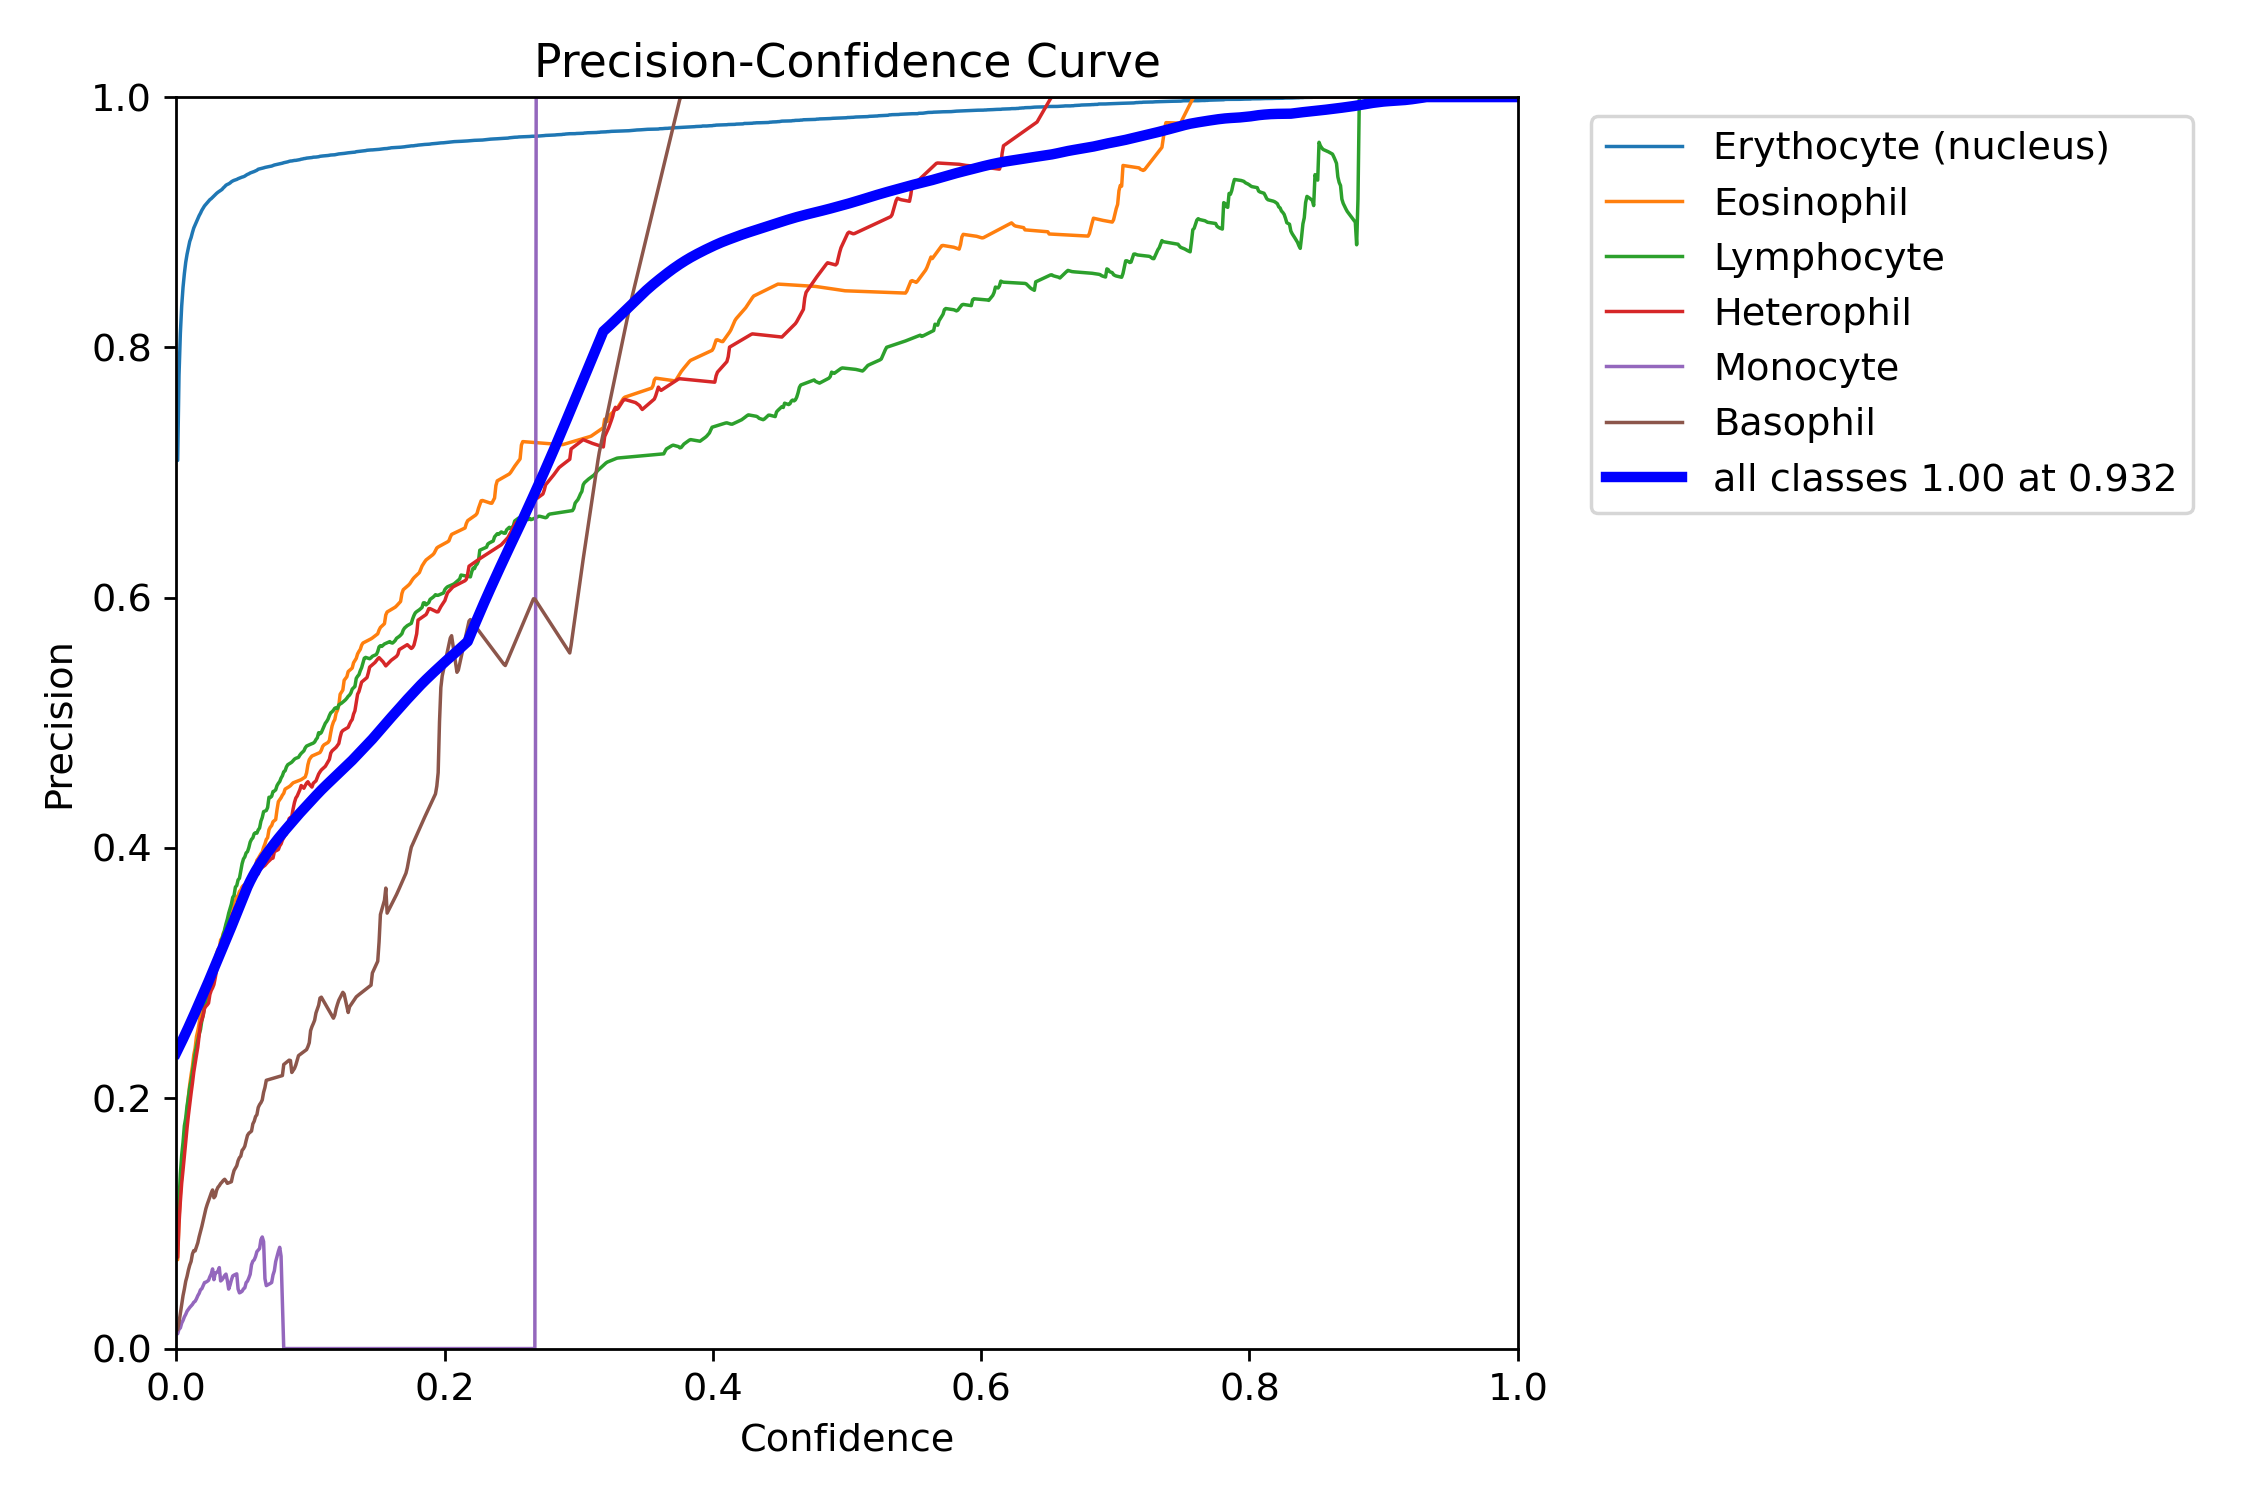 Precision-Confidence Curve
1.0
0.8
0.6
0.4
0.2
0.0
Precision
0.0 0.2 0.4 0.6 0.8 1.0
Confidence
Erythocyte (nucleus)
Eosinophil
Lymphocyte
Heterophil
Monocyte
Basophil
all classes 1.00 at 0.932